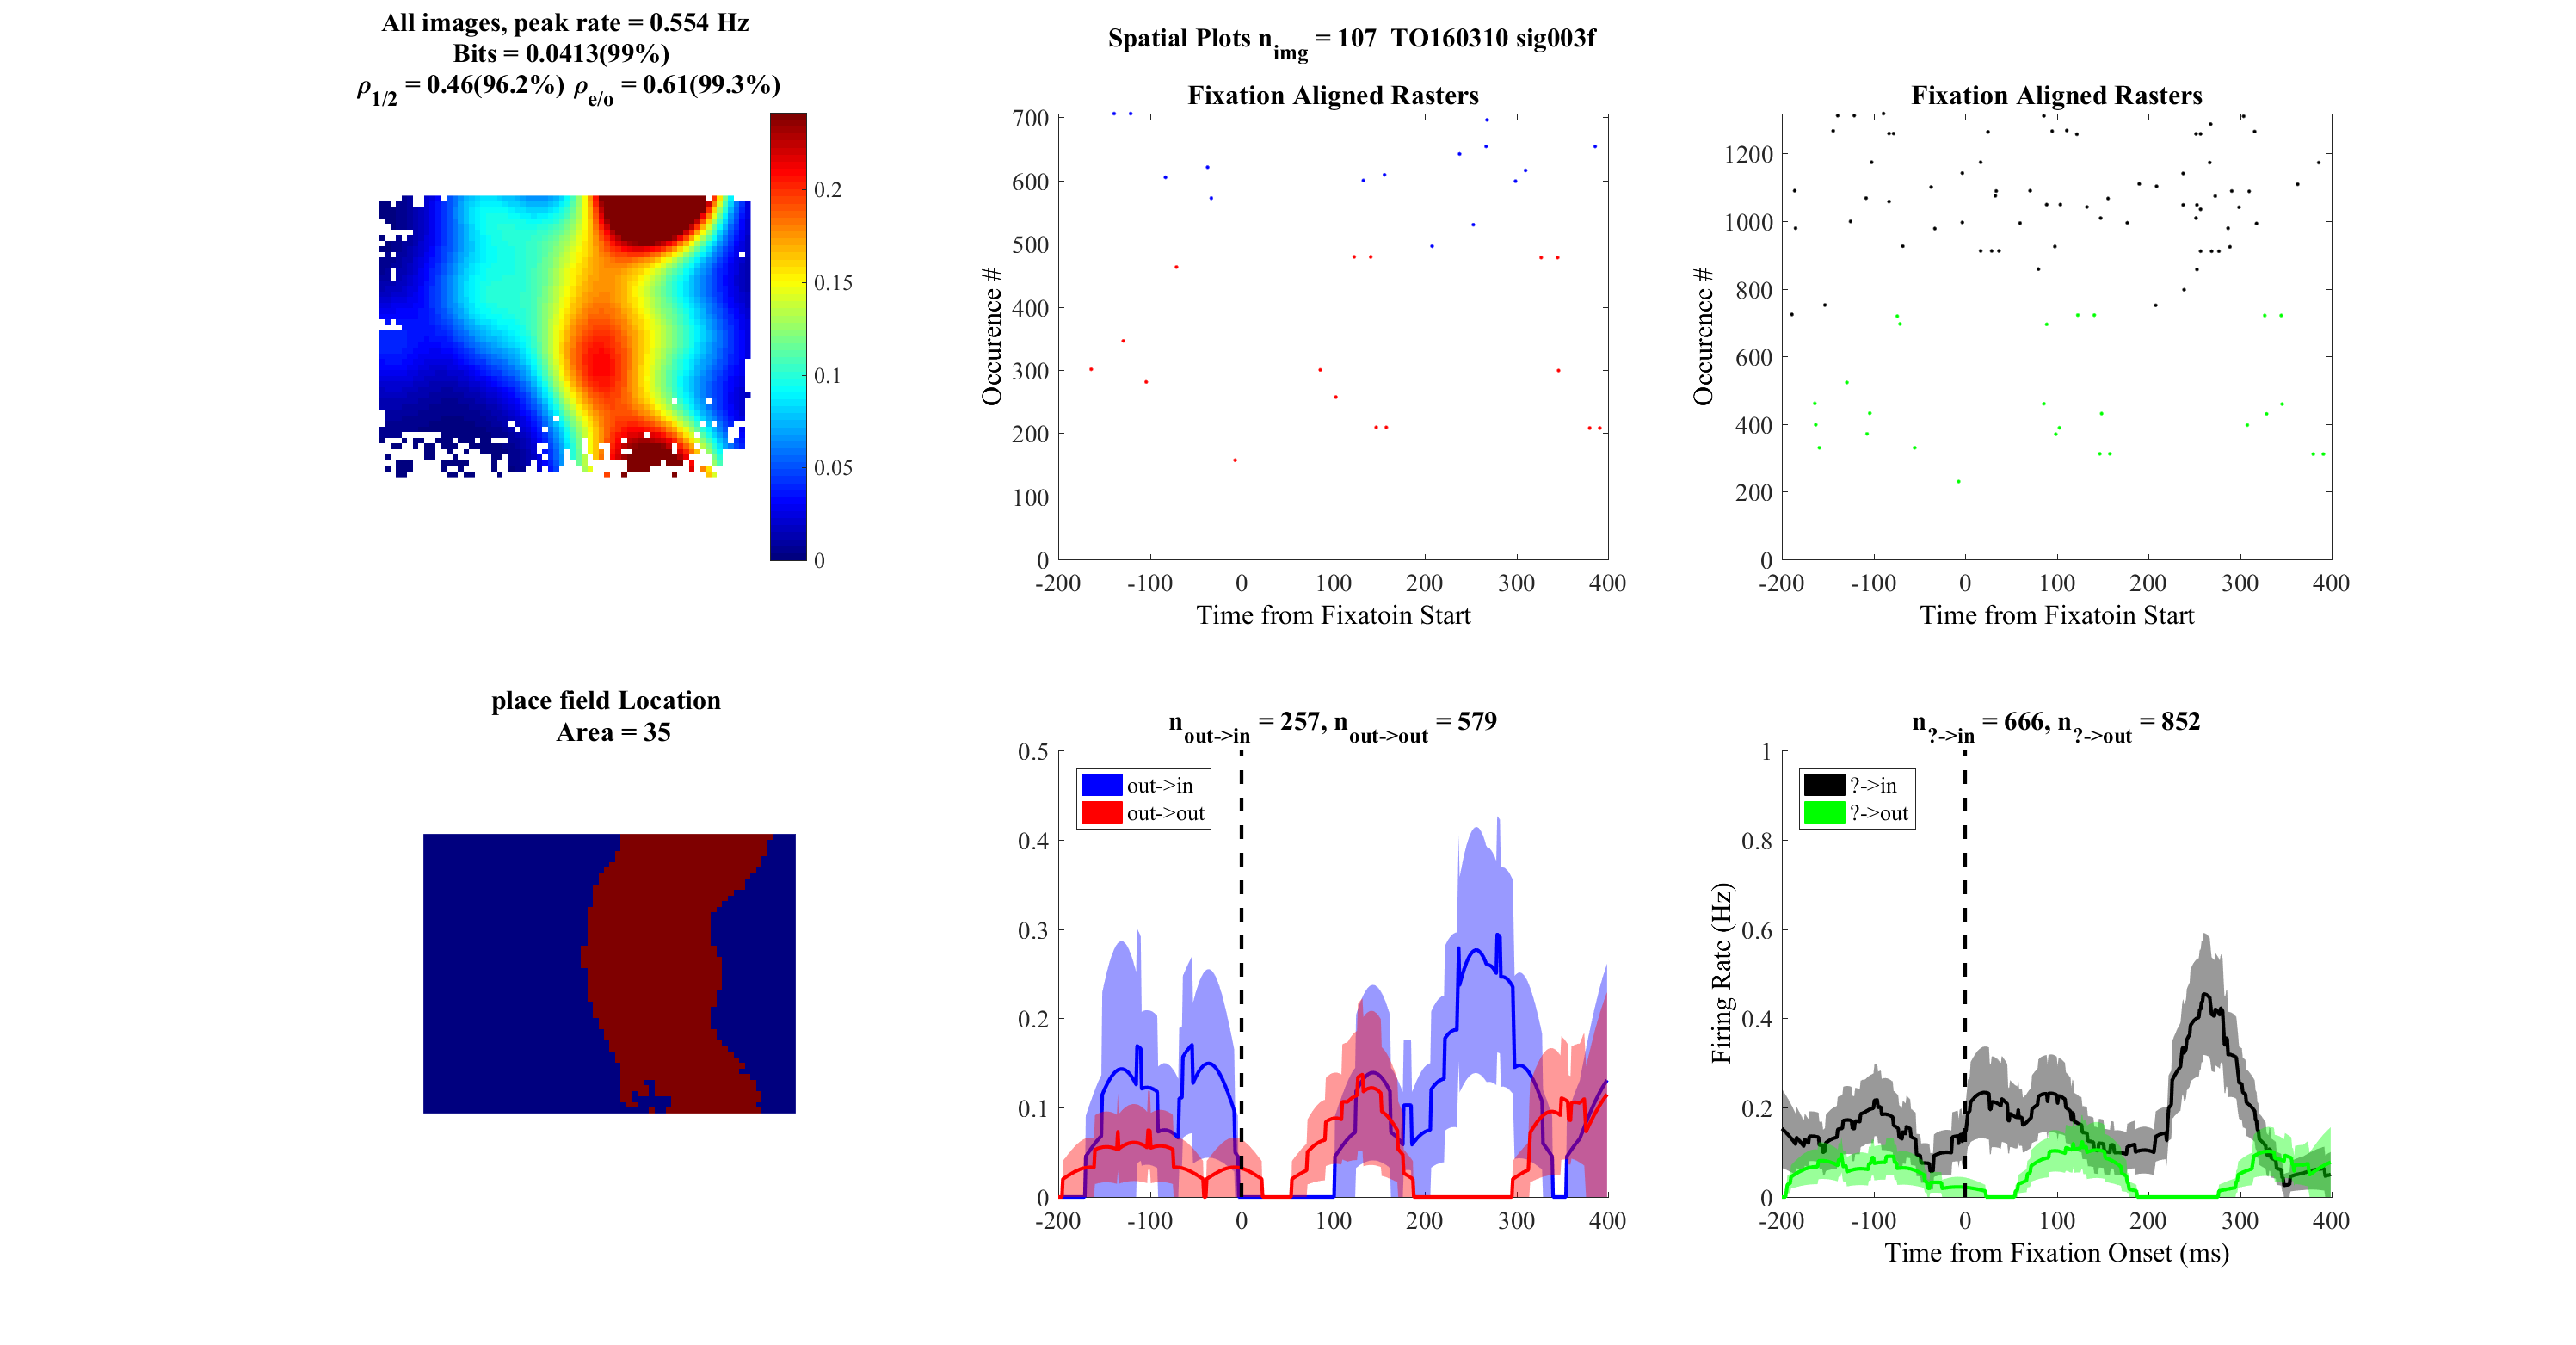 All images, peak rate = 0.554 Hz
Bits = 0.0413(99%)
ρ1/2 = 0.46(96.2%) ρe/o = 0.61(99.3%)
0.2
0.15
0.1
0.05
0
Spatial Plots nimg = 107 TO160310 sig003f
Fixation Aligned Rasters
700
600
500
400
300
200
100
0
Occurence #
-200 -100 0 100 200 300 400
Time from Fixatoin Start
Fixation Aligned Rasters
1200
1000
800
600
400
200
0
Occurence #
-200 -100 0 100 200 300 400
Time from Fixatoin Start
place field Location
Area = 35
nout->in = 257, nout->out = 579
0.5
0.4
0.3
0.2
0.1
0
out->in
out->out
-200 -100 0 100 200 300 400
n?->in = 666, n?->out = 852
1
0.8
0.6
0.4
0.2
0
Firing Rate (Hz)
?->in
?->out
-200 -100 0 100 200 300 400
Time from Fixation Onset (ms)